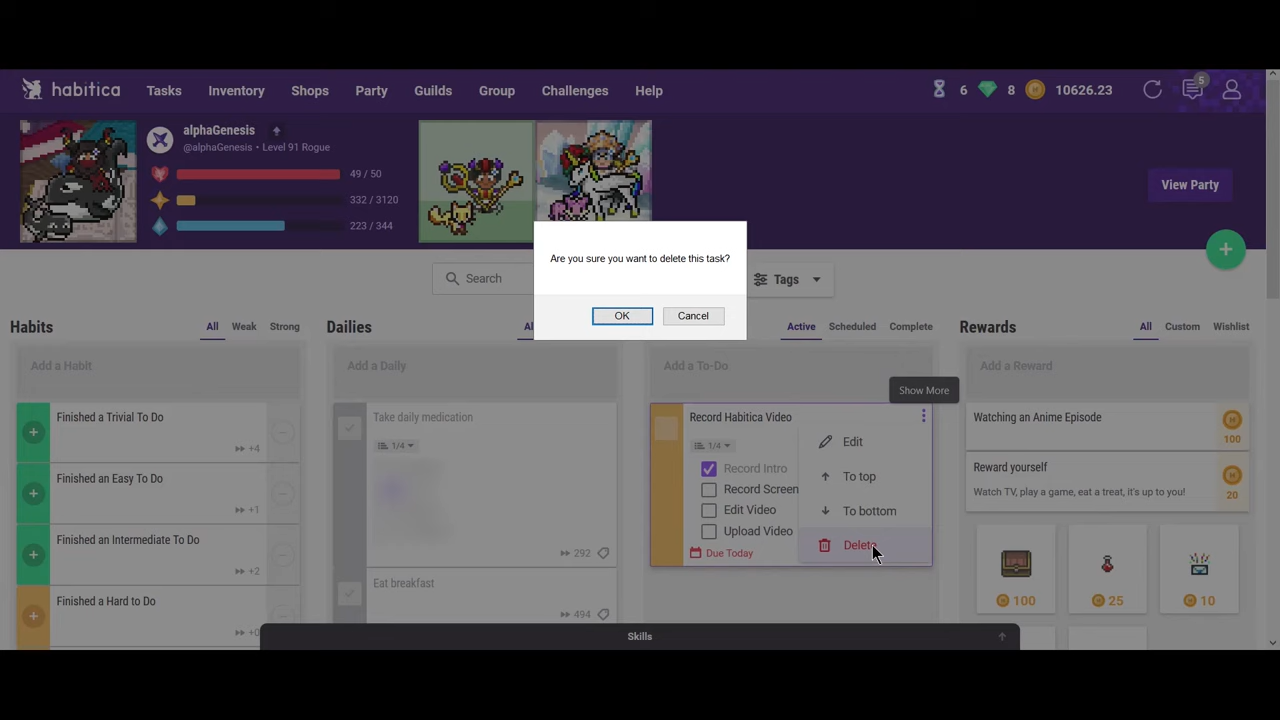 habitica Tasks Inventory Shops Party Guilds Group Challenges Help 6 8 10626.23 5
alphaGenesis
@alphaGenesis • Level 91 Rogue
49 / 50
332 / 3120
223 / 344
View Party
Are you sure you want to delete this task?
OK Cancel
Search
Tags
Habits All Weak Strong
Add a Habit
Finished a Trivial To Do
+4
Finished an Easy To Do
+1
Finished an Intermediate To Do
+2
Finished a Hard to Do
+0
Dailies Al
Add a Daily
Take daily medication
1/4
292
Eat breakfast
494
Active Scheduled Complete
Add a To-Do
Show More
Record Habitica Video
1/4
Record Intro
Record Screen
Edit Video
Upload Video
Due Today
Edit
To top
To bottom
Delete
Rewards All Custom Wishlist
Add a Reward
Watching an Anime Episode
100
Reward yourself
Watch TV, play a game, eat a treat, it's up to you!
20
100 25 10
Skills